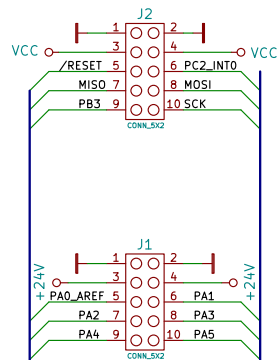 J2
1 2
VCC 3 4 VCC
/RESET 5 6 PC2_INT0
MISO 7 8 MOSI
PB3 9 10 SCK
CONN_5X2
J1
1 2
+24V 3 4 +24V
PA0_AREF 5 6 PA1
PA2 7 8 PA3
PA4 9 10 PA5
CONN_5X2